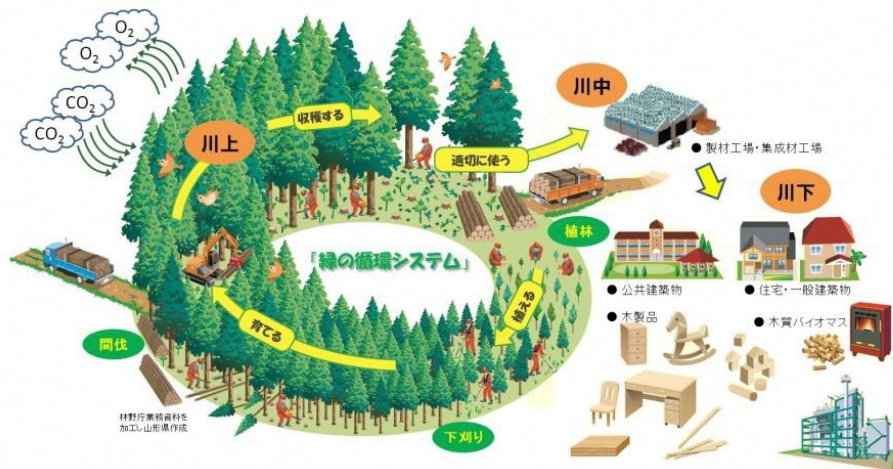 O2
O2
CO2
CO2
川上
収穫する
適切に使う
川中
● 製材工場・集成材工場
川下
植林
「緑の循環システム」
植える
● 公共建築物
● 住宅・一般建築物
● 木製品
● 木質バイオマス
育てる
間伐
下刈り
林野庁業務資料を
加工し山形県作成